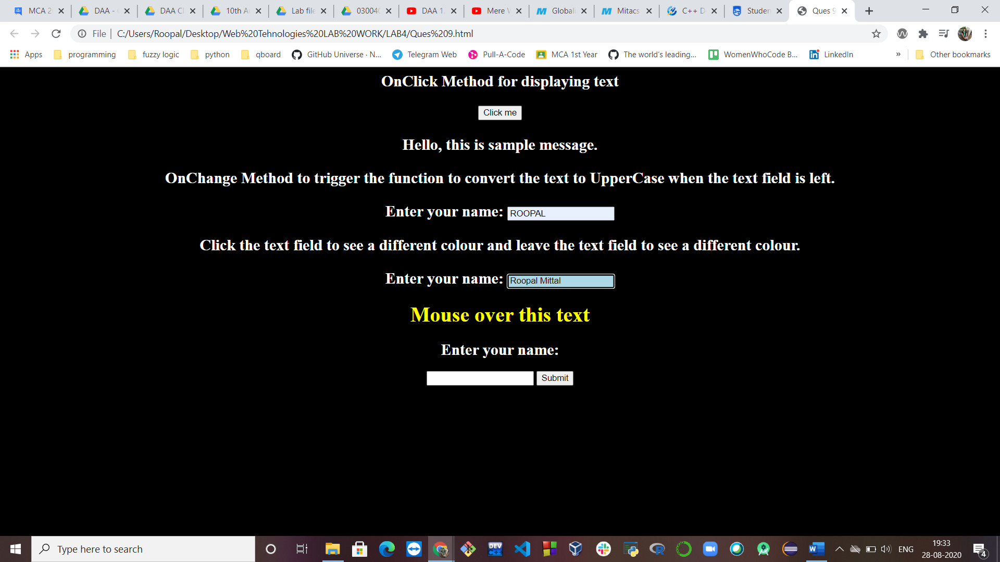 MCA 2 DAA - DAA Cl 10th A Lab file 03004 DAA 1. Mere W Globali Mitacs C++ D Studen Ques 9
File C:/Users/Roopal/Desktop/Web%20Tehnologies%20LAB%20WORK/LAB4/Ques%209.html
Apps programming fuzzy logic python qboard GitHub Universe · N... Telegram Web Pull-A-Code MCA 1st Year The world's leading... WomenWhoCode B... LinkedIn » Other bookmarks
OnClick Method for displaying text
Click me
Hello, this is sample message.
OnChange Method to trigger the function to convert the text to UpperCase when the text field is left.
Enter your name: ROOPAL
Click the text field to see a different colour and leave the text field to see a different colour.
Enter your name: Roopal Mittal
Mouse over this text
Enter your name:
Submit
Type here to search DEV ENG 19:33
28-08-2020 4